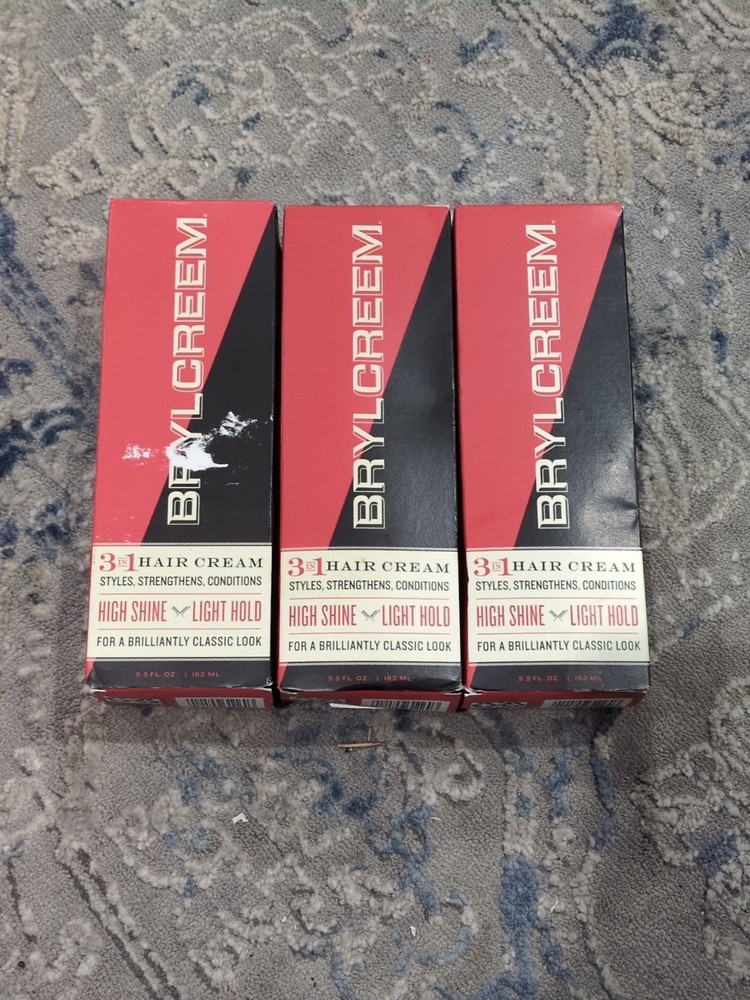 BRYLCREEM
3 IN 1 HAIR CREAM
STYLES, STRENGTHENS, CONDITIONS
HIGH SHINE LIGHT HOLD
FOR A BRILLIANTLY CLASSIC LOOK
5.5 FL. OZ. | 162 ML
BRYLCREEM
3 IN 1 HAIR CREAM
STYLES, STRENGTHENS, CONDITIONS
HIGH SHINE LIGHT HOLD
FOR A BRILLIANTLY CLASSIC LOOK
5.5 FL. OZ. | 162 ML
BRYLCREEM
3 IN 1 HAIR CREAM
STYLES, STRENGTHENS, CONDITIONS
HIGH SHINE LIGHT HOLD
FOR A BRILLIANTLY CLASSIC LOOK
5.5 FL. OZ. | 162 ML